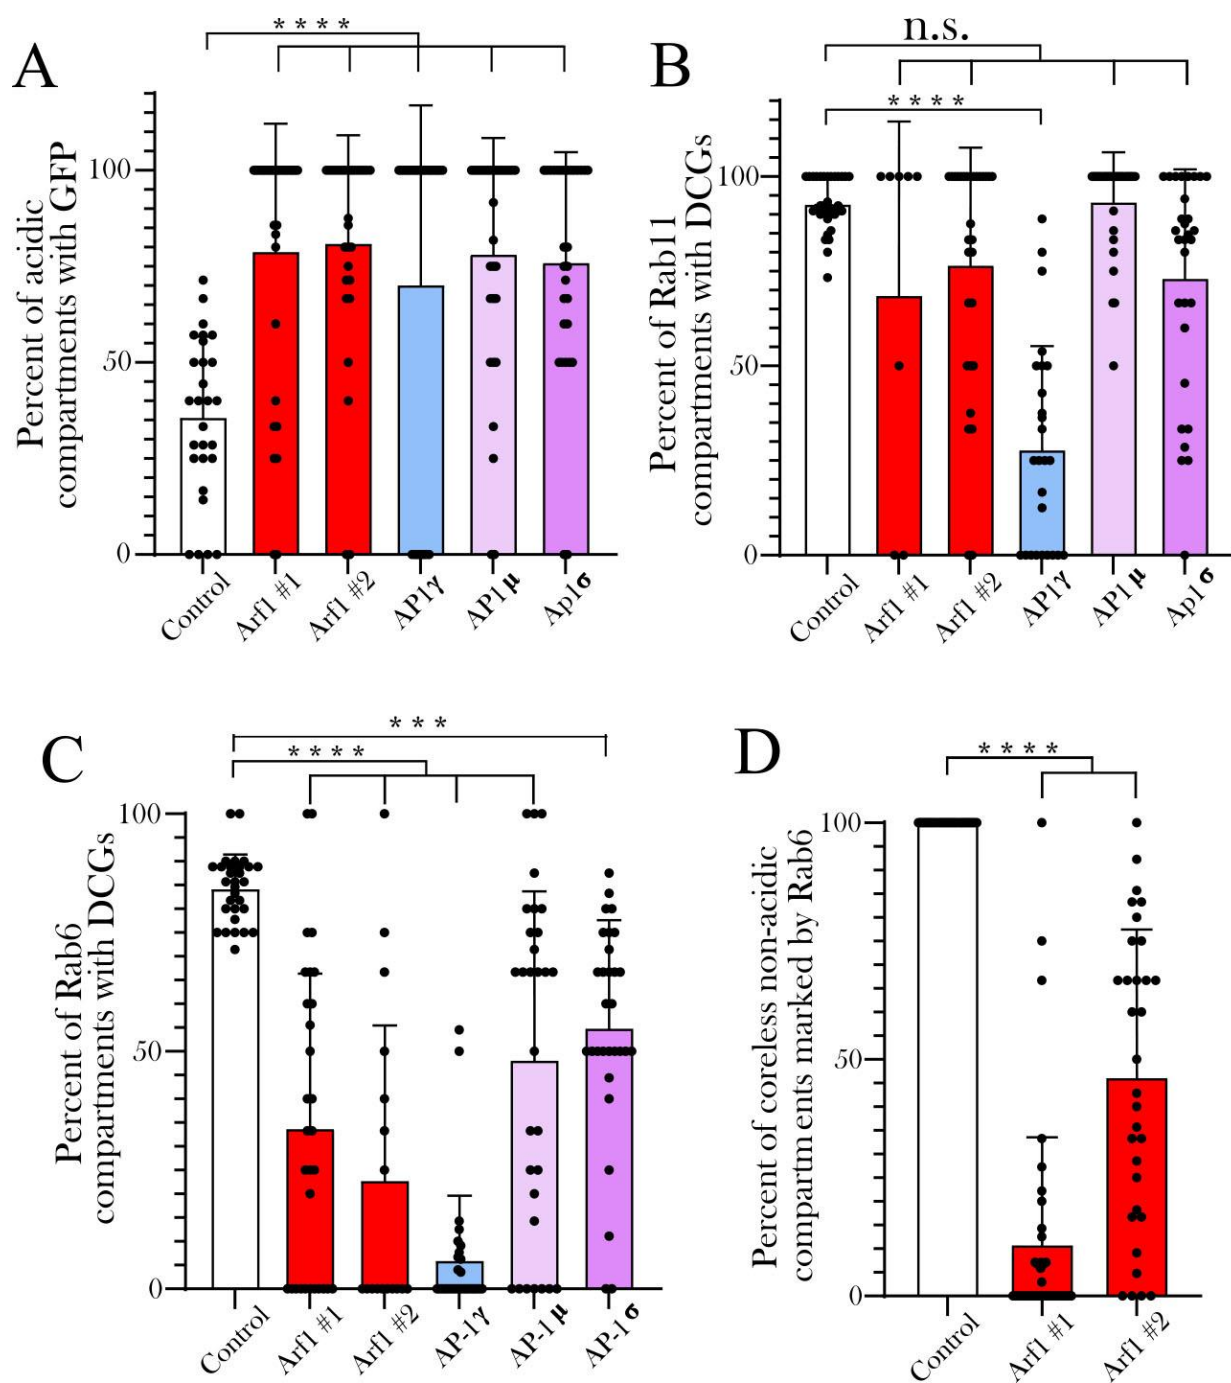 A
* * * *
Percent of acidic
compartments with GFP
100
50
0
Control
Arf1 #1
Arf1 #2
AP1γ
AP1μ
Ap1σ
B
n.s.
* * * *
Percent of Rab11
compartments with DCGs
100
50
0
Control
Arf1 #1
Arf1 #2
AP1γ
AP1μ
Ap1σ
C
* * *
* * * *
Percent of Rab6
compartments with DCGs
100
50
0
Control
Arf1 #1
Arf1 #2
AP-1γ
AP-1μ
AP-1σ
D
* * * *
Percent of coreless non-acidic
compartments marked by Rab6
100
50
0
Control
Arf1 #1
Arf1 #2